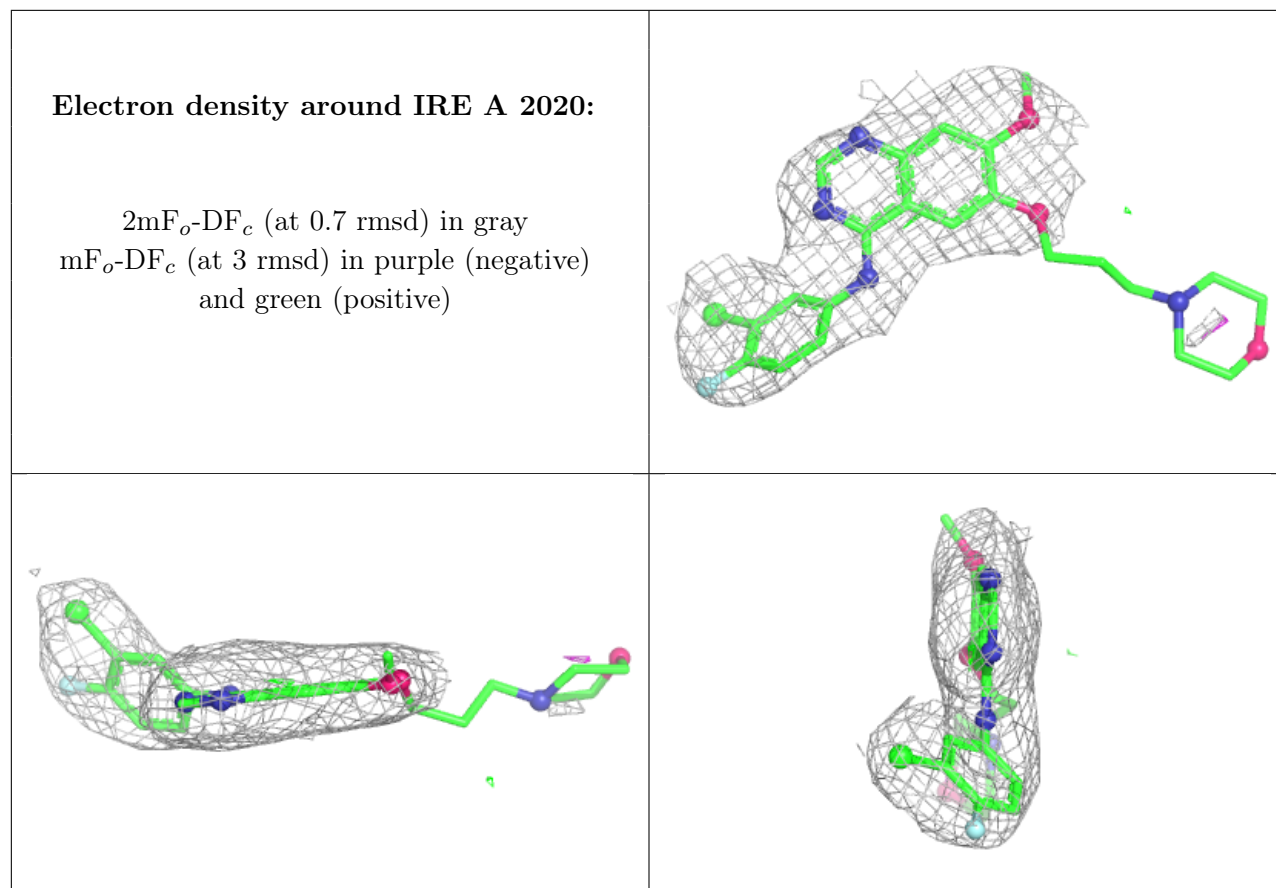 Electron density around IRE A 2020:
2mFo-DFc (at 0.7 rmsd) in gray
mFo-DFc (at 3 rmsd) in purple (negative)
and green (positive)